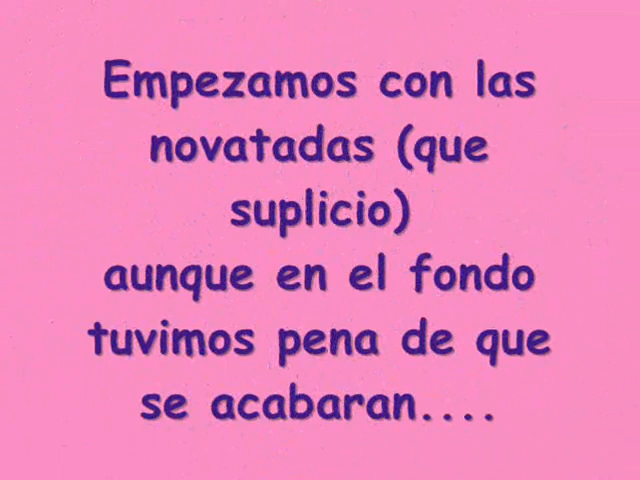 Empezamos con las
novatadas (que
suplicio)
aunque en el fondo
tuvimos pena de que
se acabaran....